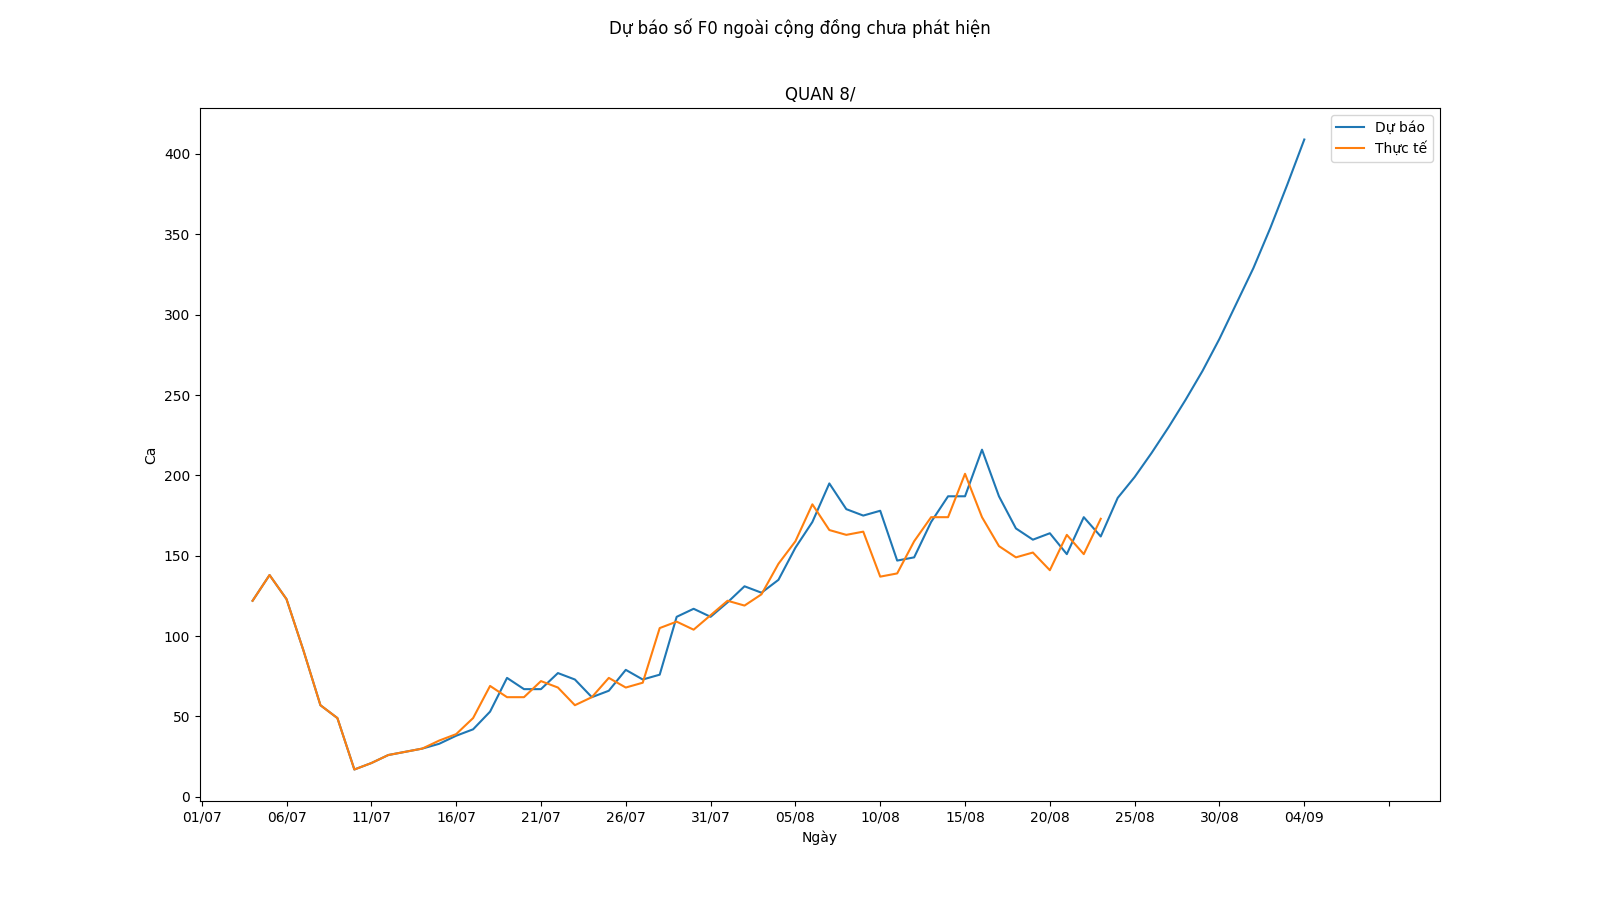 Dự báo số F0 ngoài cộng đồng chưa phát hiện
QUAN 8/
Dự báo
Thực tế
400
350
300
250
200
150
100
50
0
Ca
01/07 06/07 11/07 16/07 21/07 26/07 31/07 05/08 10/08 15/08 20/08 25/08 30/08 04/09
Ngày